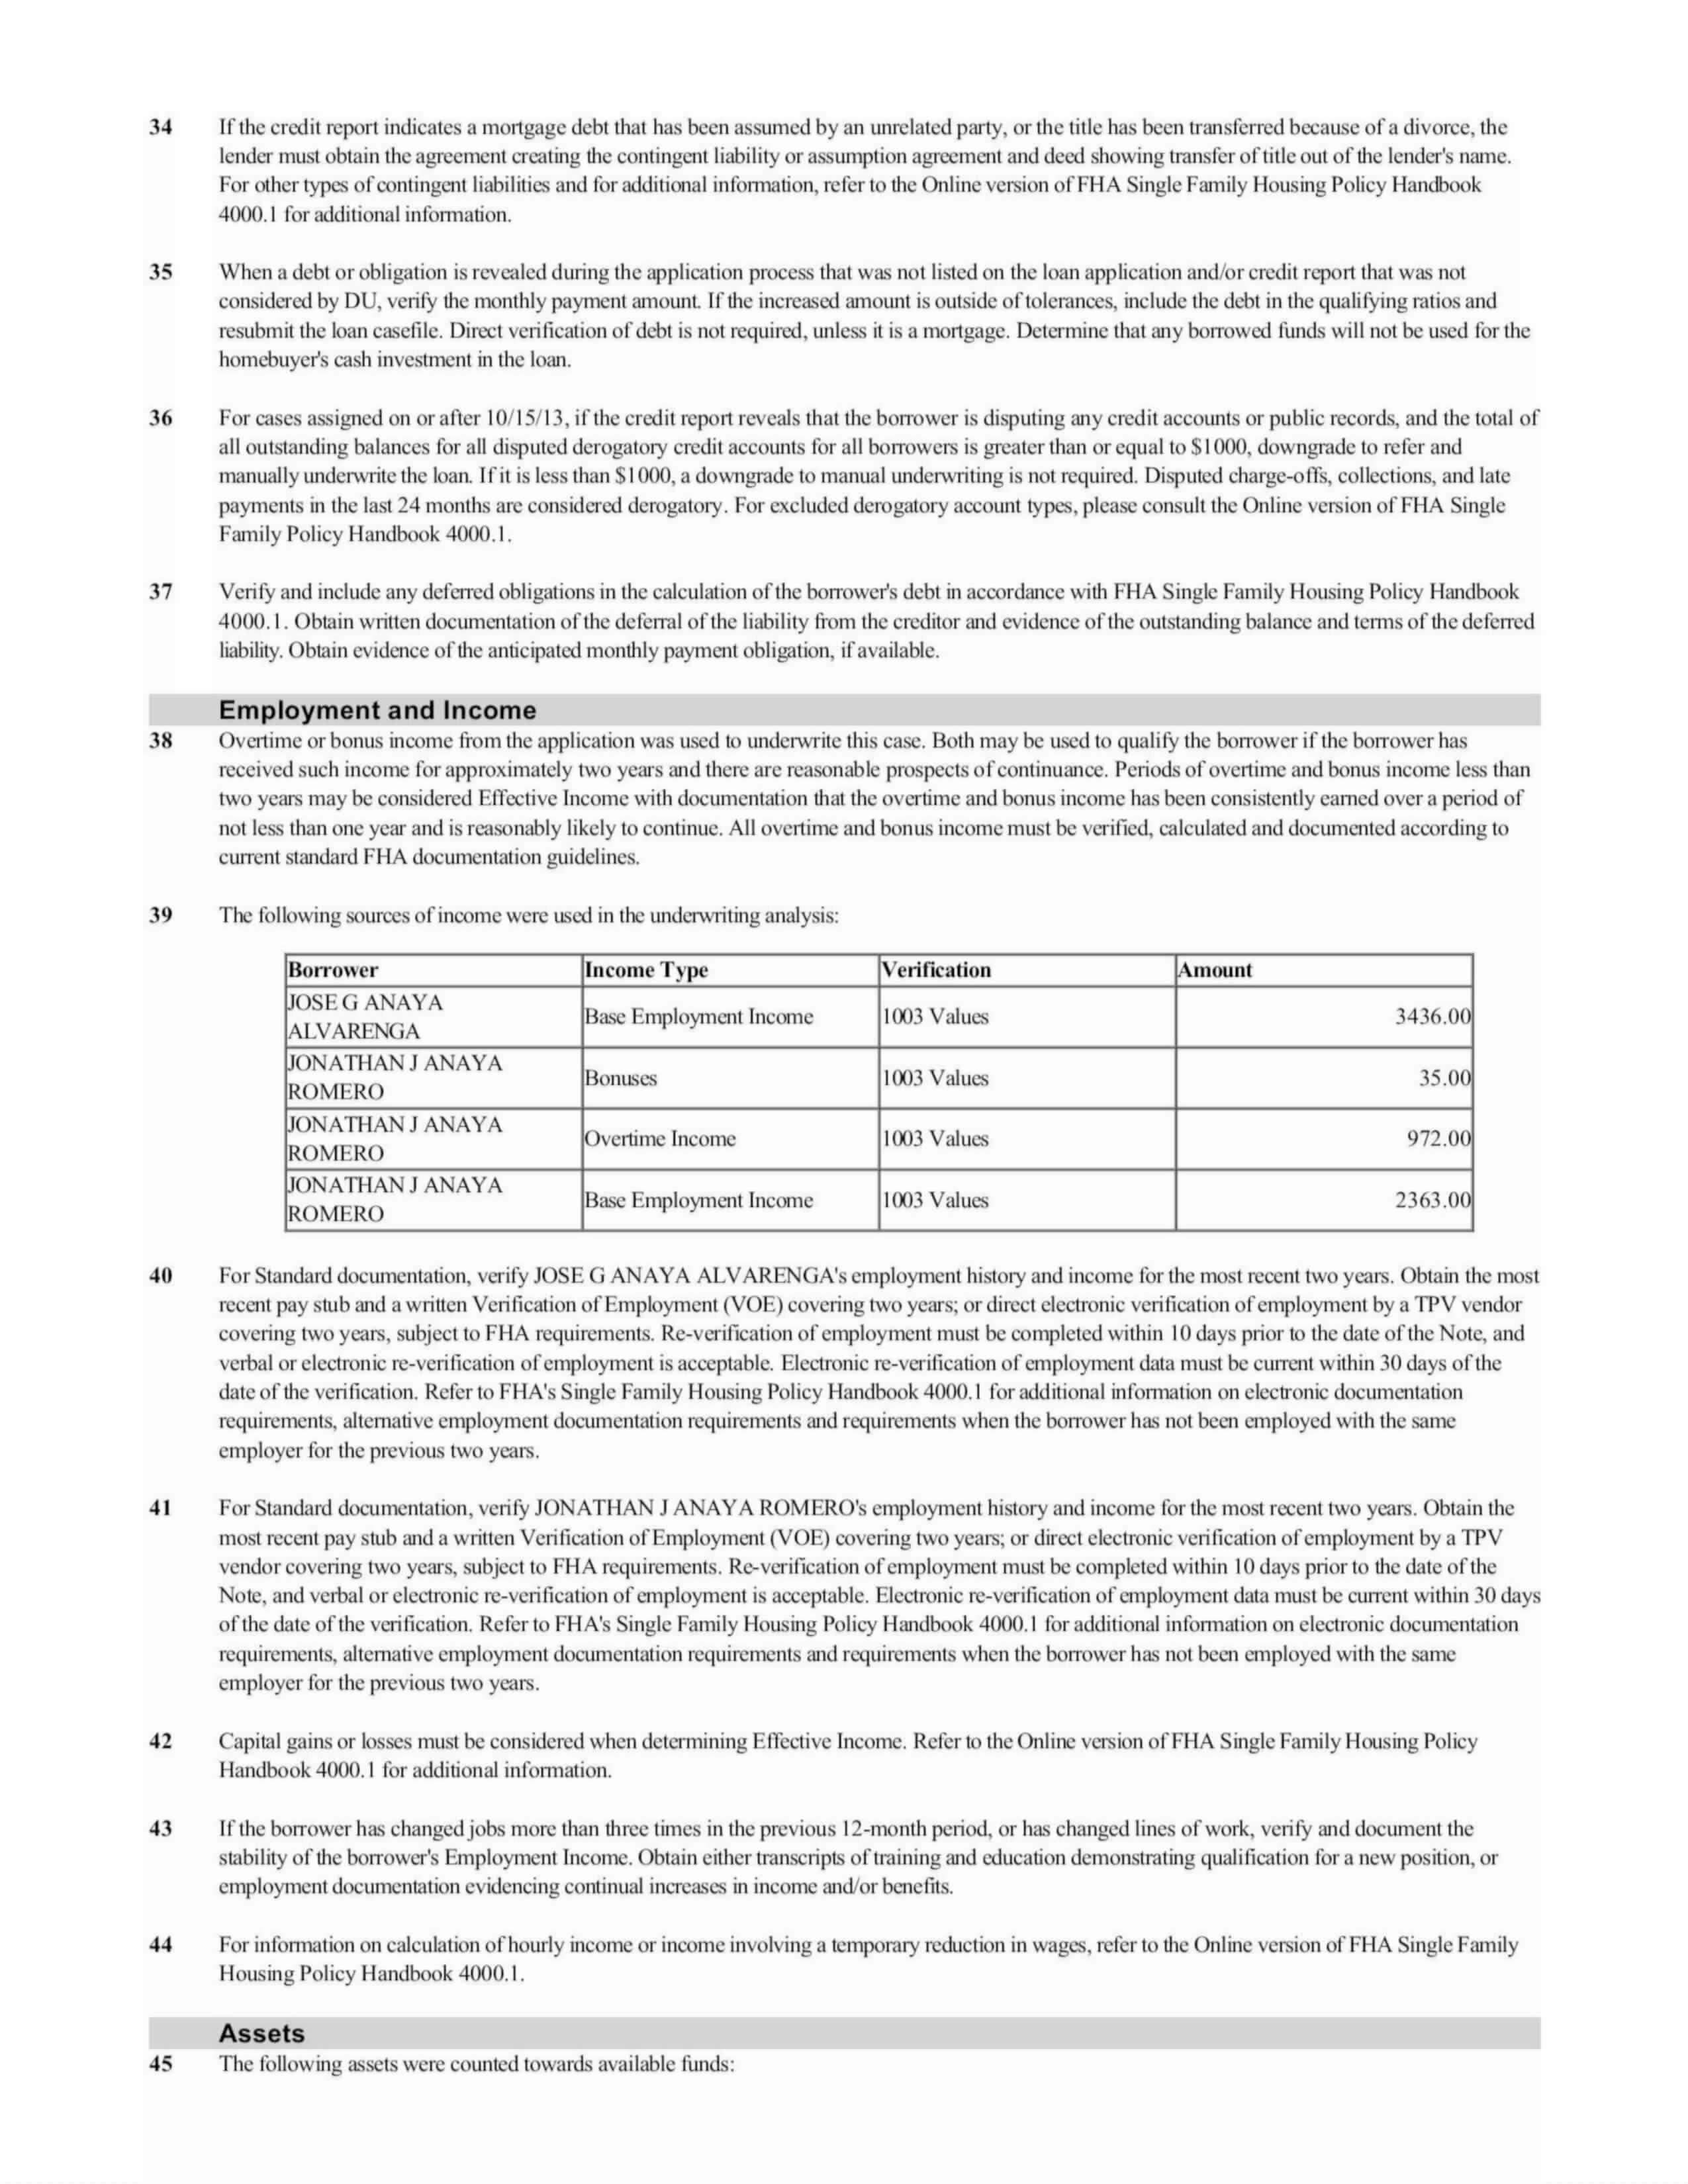 34 If the credit report indicates a mortgage debt that has been assumed by an unrelated party, or the title has been transferred because of a divorce, the
lender must obtain the agreement creating the contingent liability or assumption agreement and deed showing transfer of title out of the lender's name.
For other types of contingent liabilities and for additional information, refer to the Online version of FHA Single Family Housing Policy Handbook
4000.1 for additional information.
35 When a debt or obligation is revealed during the application process that was not listed on the loan application and/or credit report that was not
considered by DU, verify the monthly payment amount. If the increased amount is outside of tolerances, include the debt in the qualifying ratios and
resubmit the loan casefile. Direct verification of debt is not required, unless it is a mortgage. Determine that any borrowed funds will not be used for the
homebuyer's cash investment in the loan.
36 For cases assigned on or after 10/15/13, if the credit report reveals that the borrower is disputing any credit accounts or public records, and the total of
all outstanding balances for all disputed derogatory credit accounts for all borrowers is greater than or equal to $1000, downgrade to refer and
manually underwrite the loan. If it is less than $1000, a downgrade to manual underwriting is not required. Disputed charge-offs, collections, and late
payments in the last 24 months are considered derogatory. For excluded derogatory account types, please consult the Online version of FHA Single
Family Policy Handbook 4000.1.
37 Verify and include any deferred obligations in the calculation of the borrower's debt in accordance with FHA Single Family Housing Policy Handbook
4000.1. Obtain written documentation of the deferral of the liability from the creditor and evidence of the outstanding balance and terms of the deferred
liability. Obtain evidence of the anticipated monthly payment obligation, if available.
Employment and Income
38 Overtime or bonus income from the application was used to underwrite this case. Both may be used to qualify the borrower if the borrower has
received such income for approximately two years and there are reasonable prospects of continuance. Periods of overtime and bonus income less than
two years may be considered Effective Income with documentation that the overtime and bonus income has been consistently earned over a period of
not less than one year and is reasonably likely to continue. All overtime and bonus income must be verified, calculated and documented according to
current standard FHA documentation guidelines.
39 The following sources of income were used in the underwriting analysis:
Borrower Income Type Verification Amount
JOSE G ANAYA
ALVARENGA Base Employment Income 1003 Values 3436.00
JONATHAN J ANAYA
ROMERO Bonuses 1003 Values 35.00
JONATHAN J ANAYA
ROMERO Overtime Income 1003 Values 972.00
JONATHAN J ANAYA
ROMERO Base Employment Income 1003 Values 2363.00
40 For Standard documentation, verify JOSE G ANAYA ALVARENGA's employment history and income for the most recent two years. Obtain the most
recent pay stub and a written Verification of Employment (VOE) covering two years; or direct electronic verification of employment by a TPV vendor
covering two years, subject to FHA requirements. Re-verification of employment must be completed within 10 days prior to the date of the Note, and
verbal or electronic re-verification of employment is acceptable. Electronic re-verification of employment data must be current within 30 days of the
date of the verification. Refer to FHA's Single Family Housing Policy Handbook 4000.1 for additional information on electronic documentation
requirements, alternative employment documentation requirements and requirements when the borrower has not been employed with the same
employer for the previous two years.
41 For Standard documentation, verify JONATHAN J ANAYA ROMERO's employment history and income for the most recent two years. Obtain the
most recent pay stub and a written Verification of Employment (VOE) covering two years; or direct electronic verification of employment by a TPV
vendor covering two years, subject to FHA requirements. Re-verification of employment must be completed within 10 days prior to the date of the
Note, and verbal or electronic re-verification of employment is acceptable. Electronic re-verification of employment data must be current within 30 days
of the date of the verification. Refer to FHA's Single Family Housing Policy Handbook 4000.1 for additional information on electronic documentation
requirements, alternative employment documentation requirements and requirements when the borrower has not been employed with the same
employer for the previous two years.
42 Capital gains or losses must be considered when determining Effective Income. Refer to the Online version of FHA Single Family Housing Policy
Handbook 4000.1 for additional information.
43 If the borrower has changed jobs more than three times in the previous 12-month period, or has changed lines of work, verify and document the
stability of the borrower's Employment Income. Obtain either transcripts of training and education demonstrating qualification for a new position, or
employment documentation evidencing continual increases in income and/or benefits.
44 For information on calculation of hourly income or income involving a temporary reduction in wages, refer to the Online version of FHA Single Family
Housing Policy Handbook 4000.1.
Assets
45 The following assets were counted towards available funds: